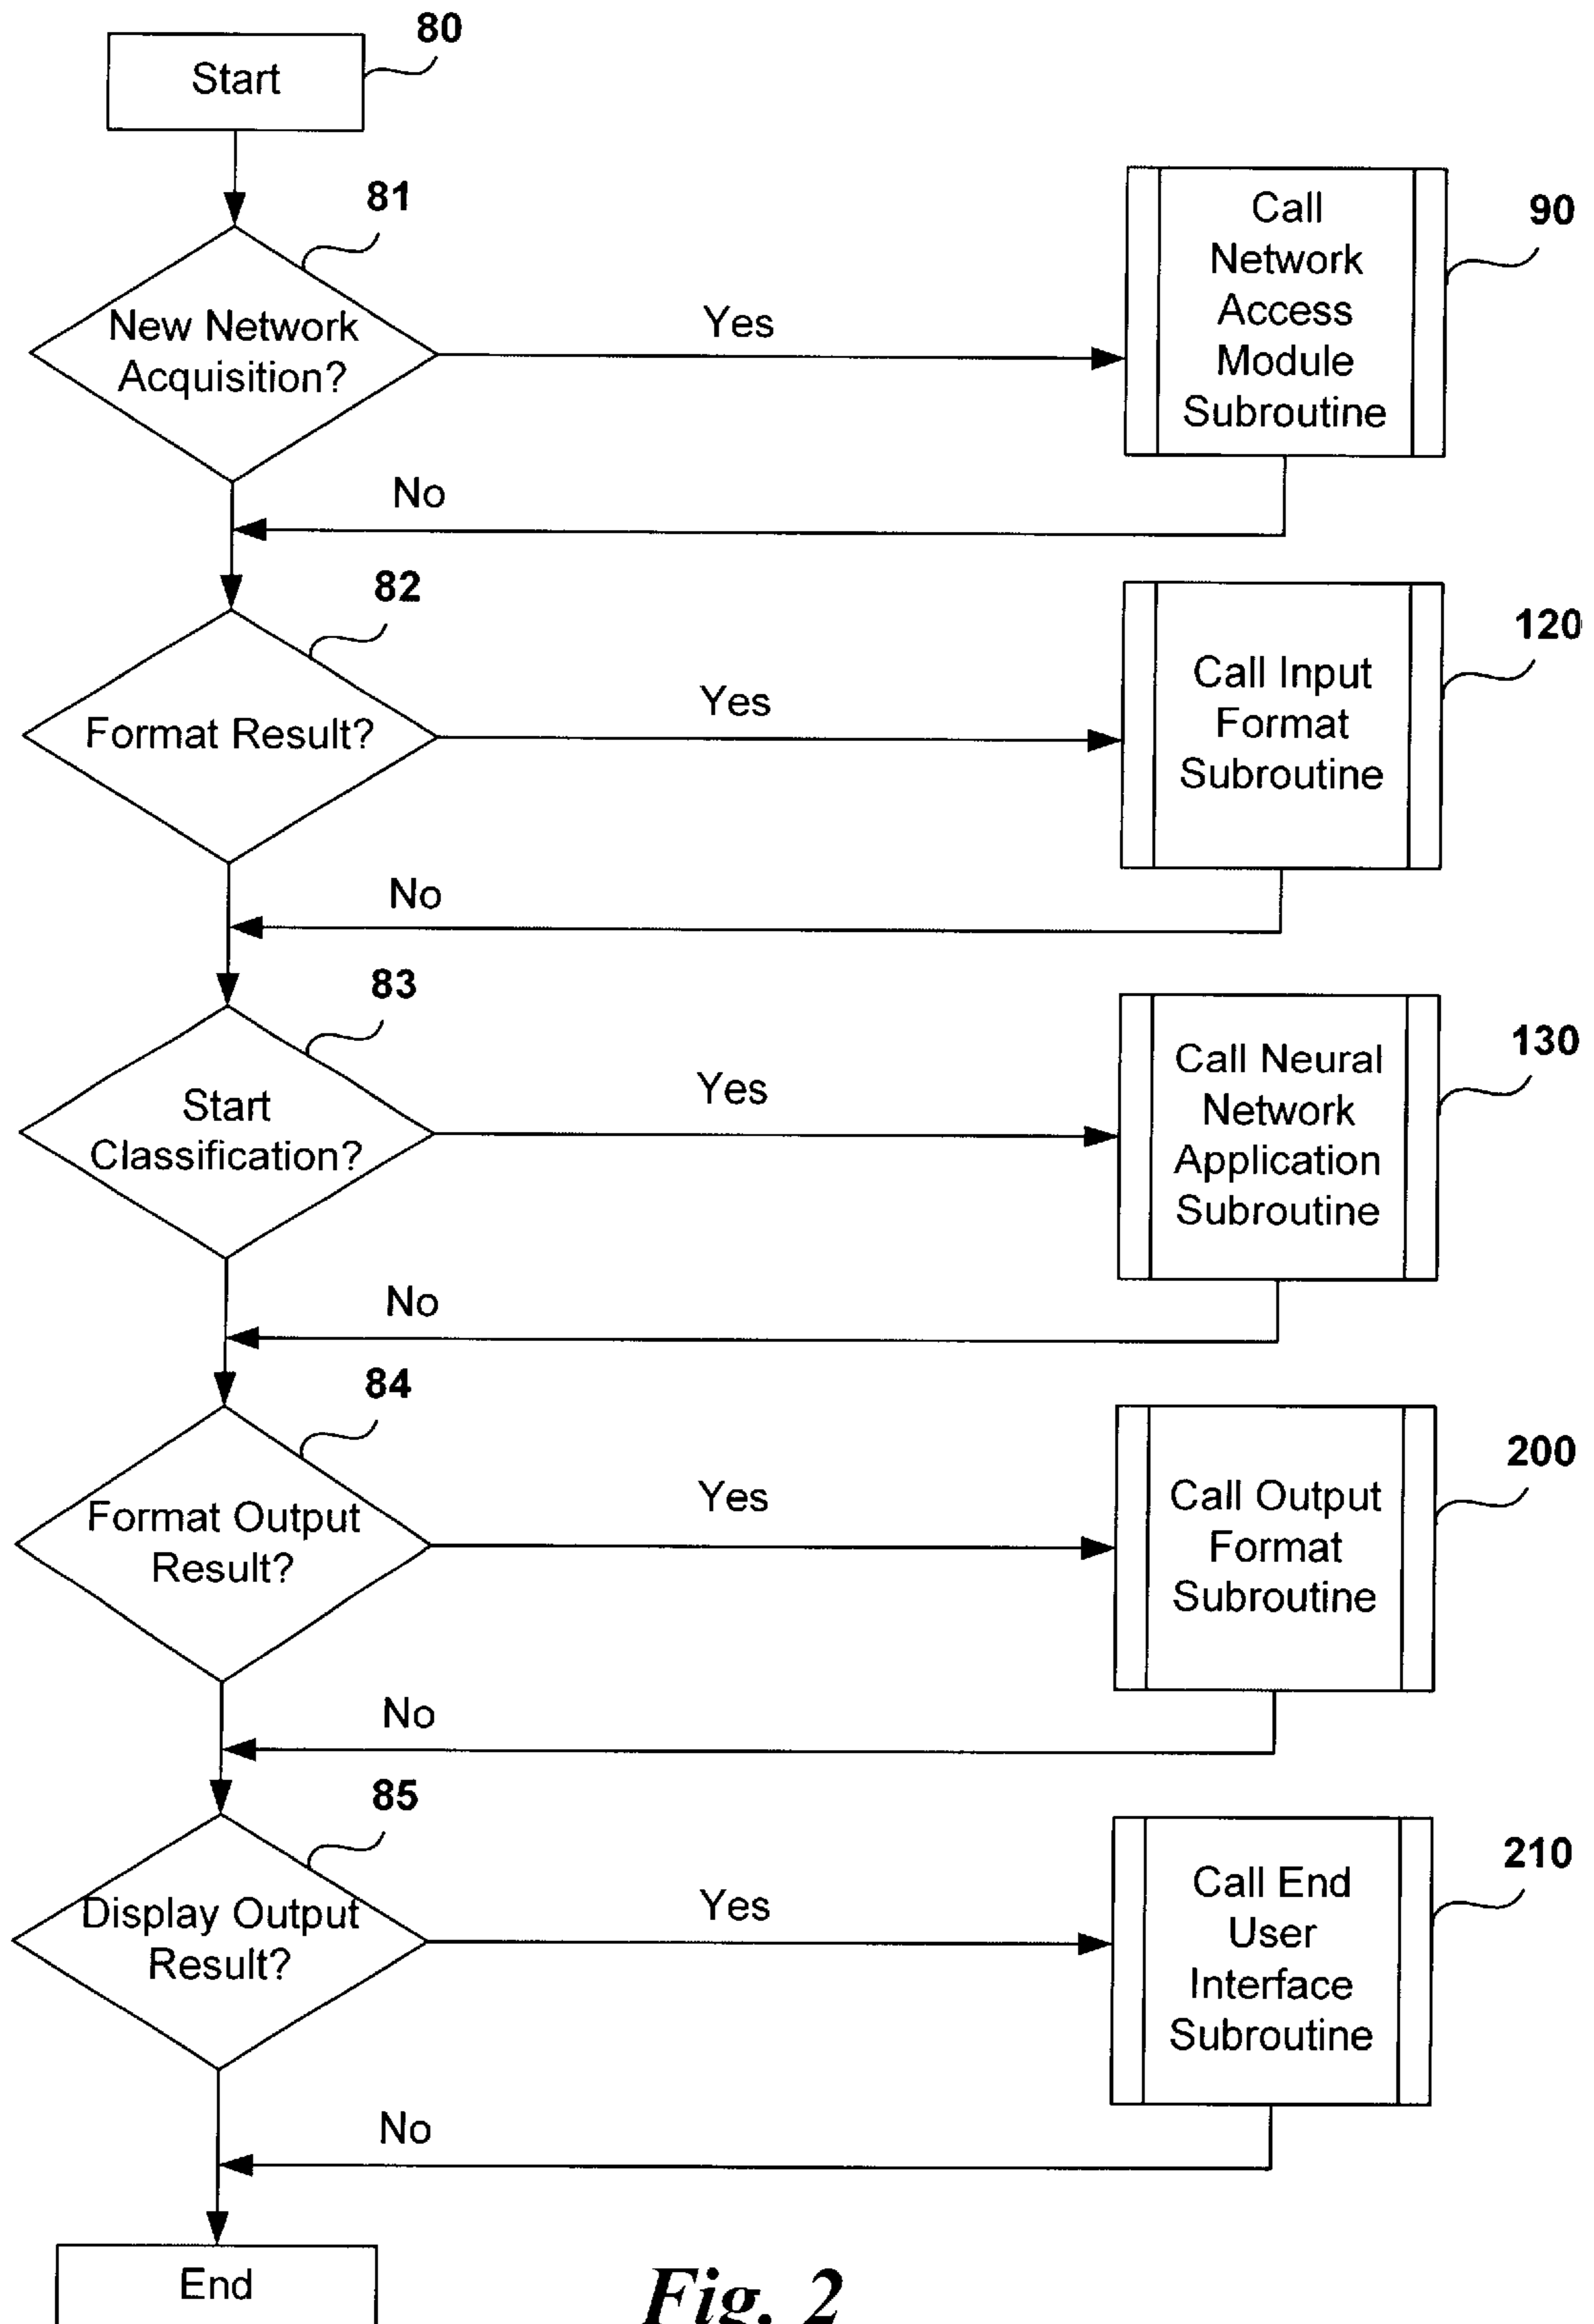 80
Start
81
New Network
Acquisition?
Yes
Call
Network
Access
Module
Subroutine
90
No
82
Format Result?
Yes
Call Input
Format
Subroutine
120
No
83
Start
Classification?
Yes
Call Neural
Network
Application
Subroutine
130
No
84
Format Output
Result?
Yes
Call Output
Format
Subroutine
200
No
85
Display Output
Result?
Yes
Call End
User
Interface
Subroutine
210
No
End
Fig. 2